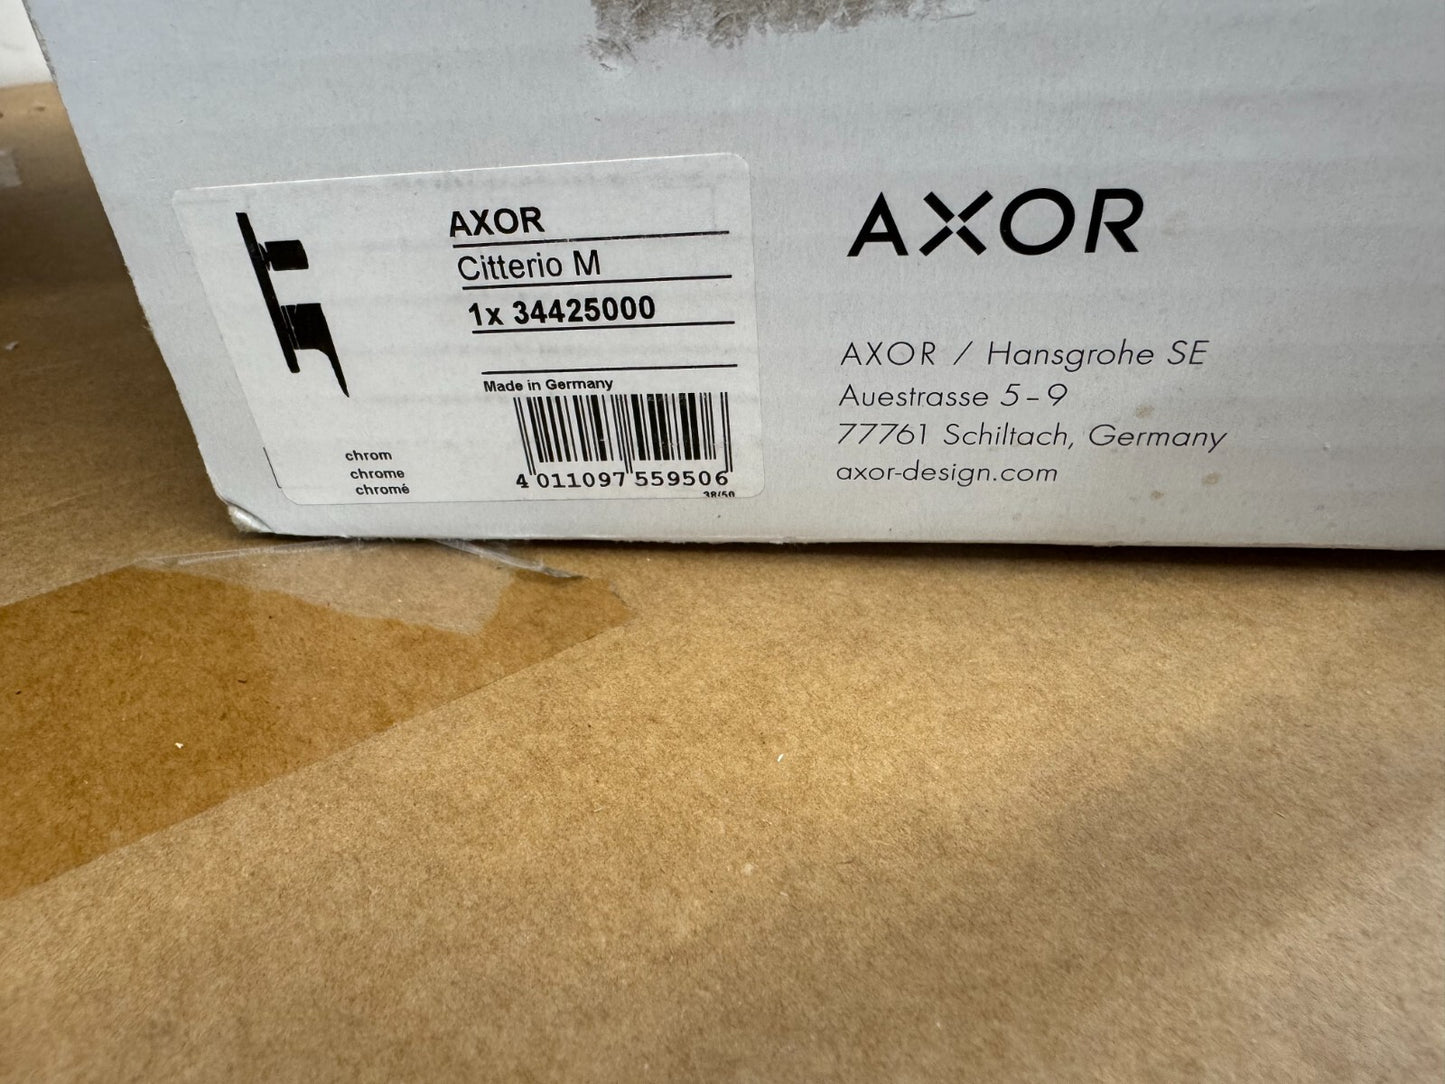 AXOR
Citterio M
1x 34425000
Made in Germany
4 011097 559506
38/50
chrom
chrome
chromé
AXOR
AXOR / Hansgrohe SE
Auestrasse 5–9
77761 Schiltach, Germany
axor-design.com